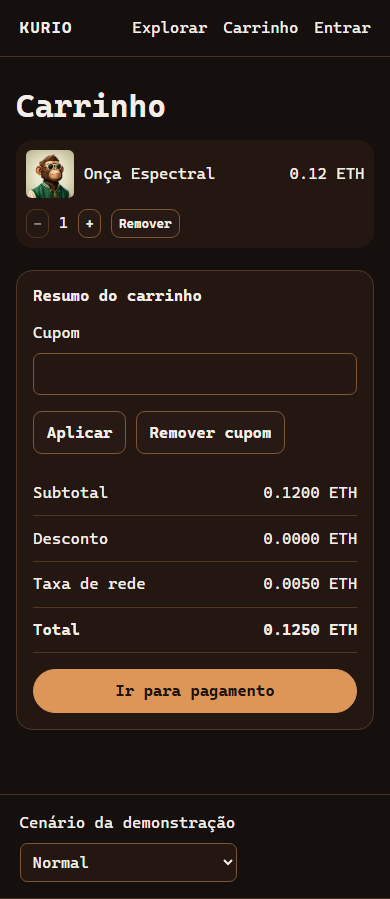 KURIO Explorar Carrinho Entrar
Carrinho
Onça Espectral 0.12 ETH
− 1 + Remover
Resumo do carrinho
Cupom
Aplicar Remover cupom
Subtotal 0.1200 ETH
Desconto 0.0000 ETH
Taxa de rede 0.0050 ETH
Total 0.1250 ETH
Ir para pagamento
Cenário da demonstração
Normal